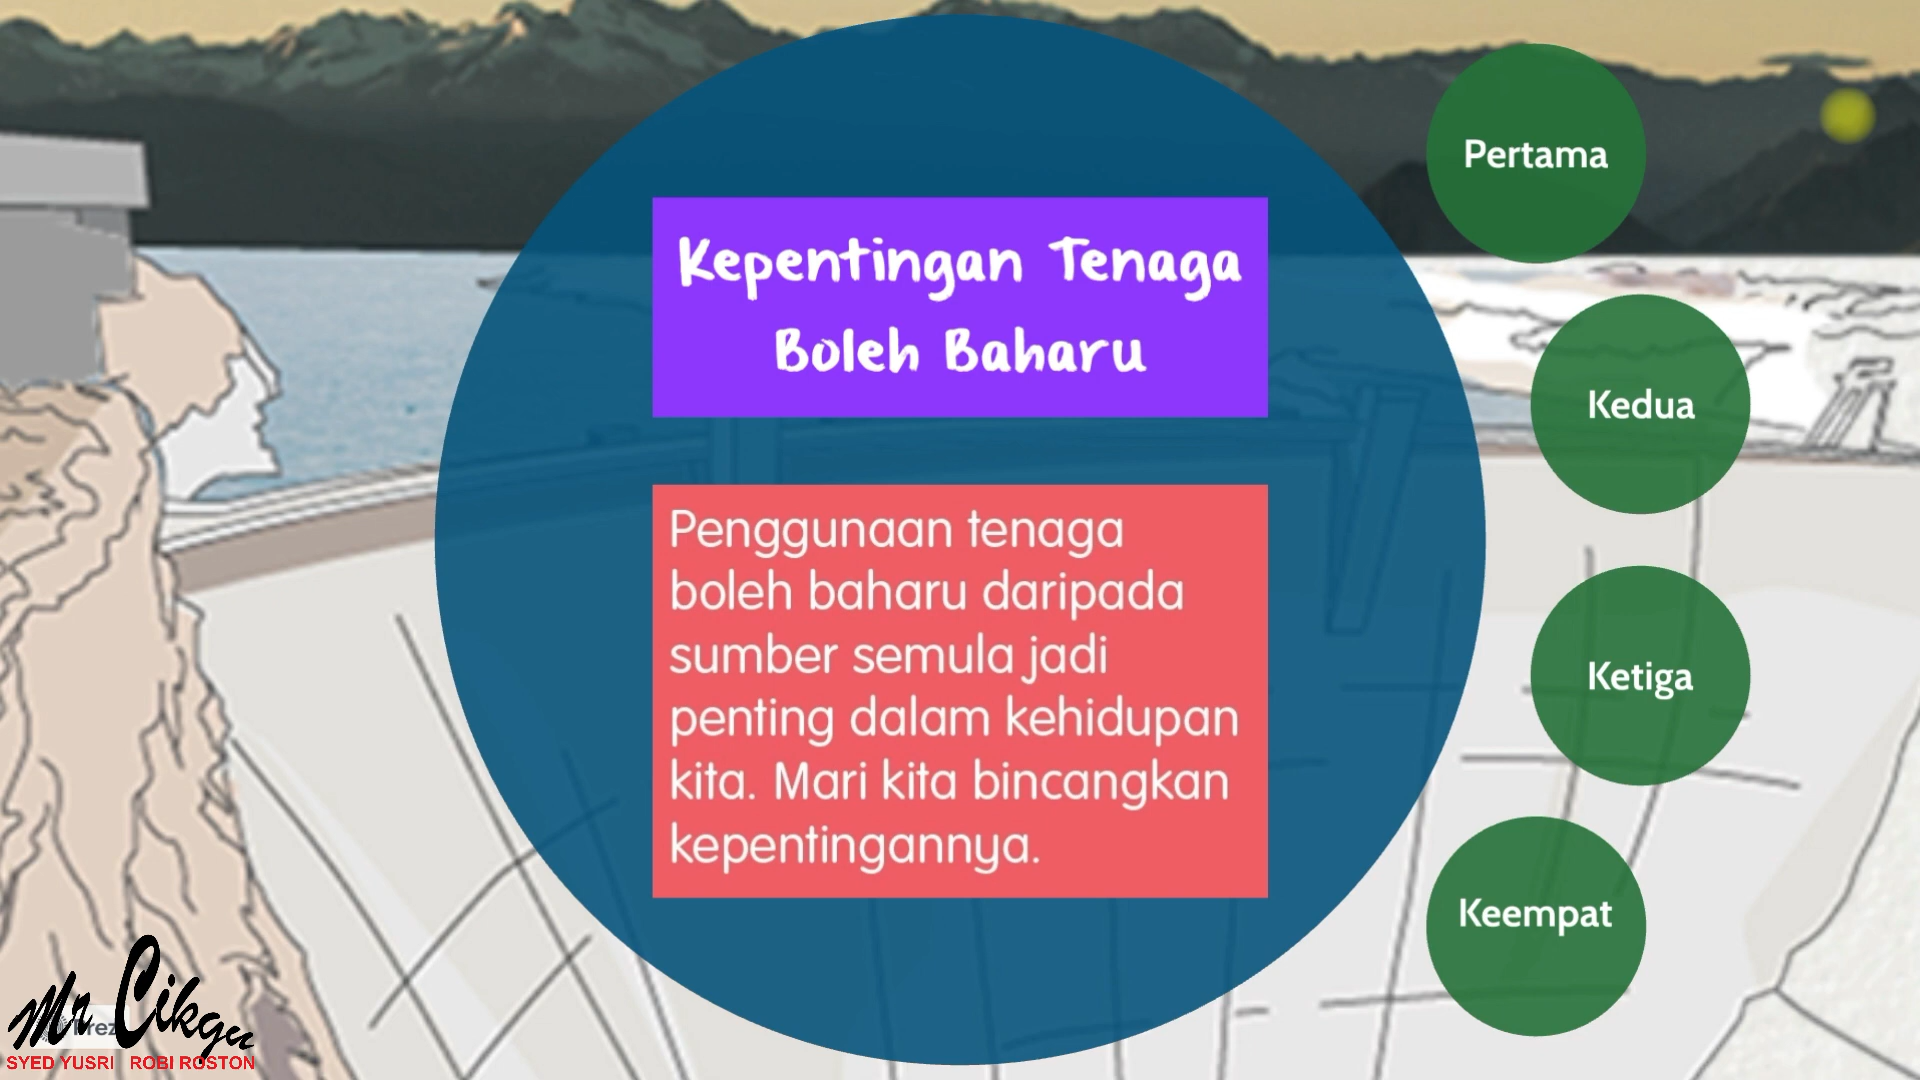 Kepentingan Tenaga
Boleh Baharu
Penggunaan tenaga
boleh baharu daripada
sumber semula jadi
penting dalam kehidupan
kita. Mari kita bincangkan
kepentingannya.
Pertama
Kedua
Ketiga
Keempat
Mr Cikgu
SYED YUSRI ROBI ROSTON